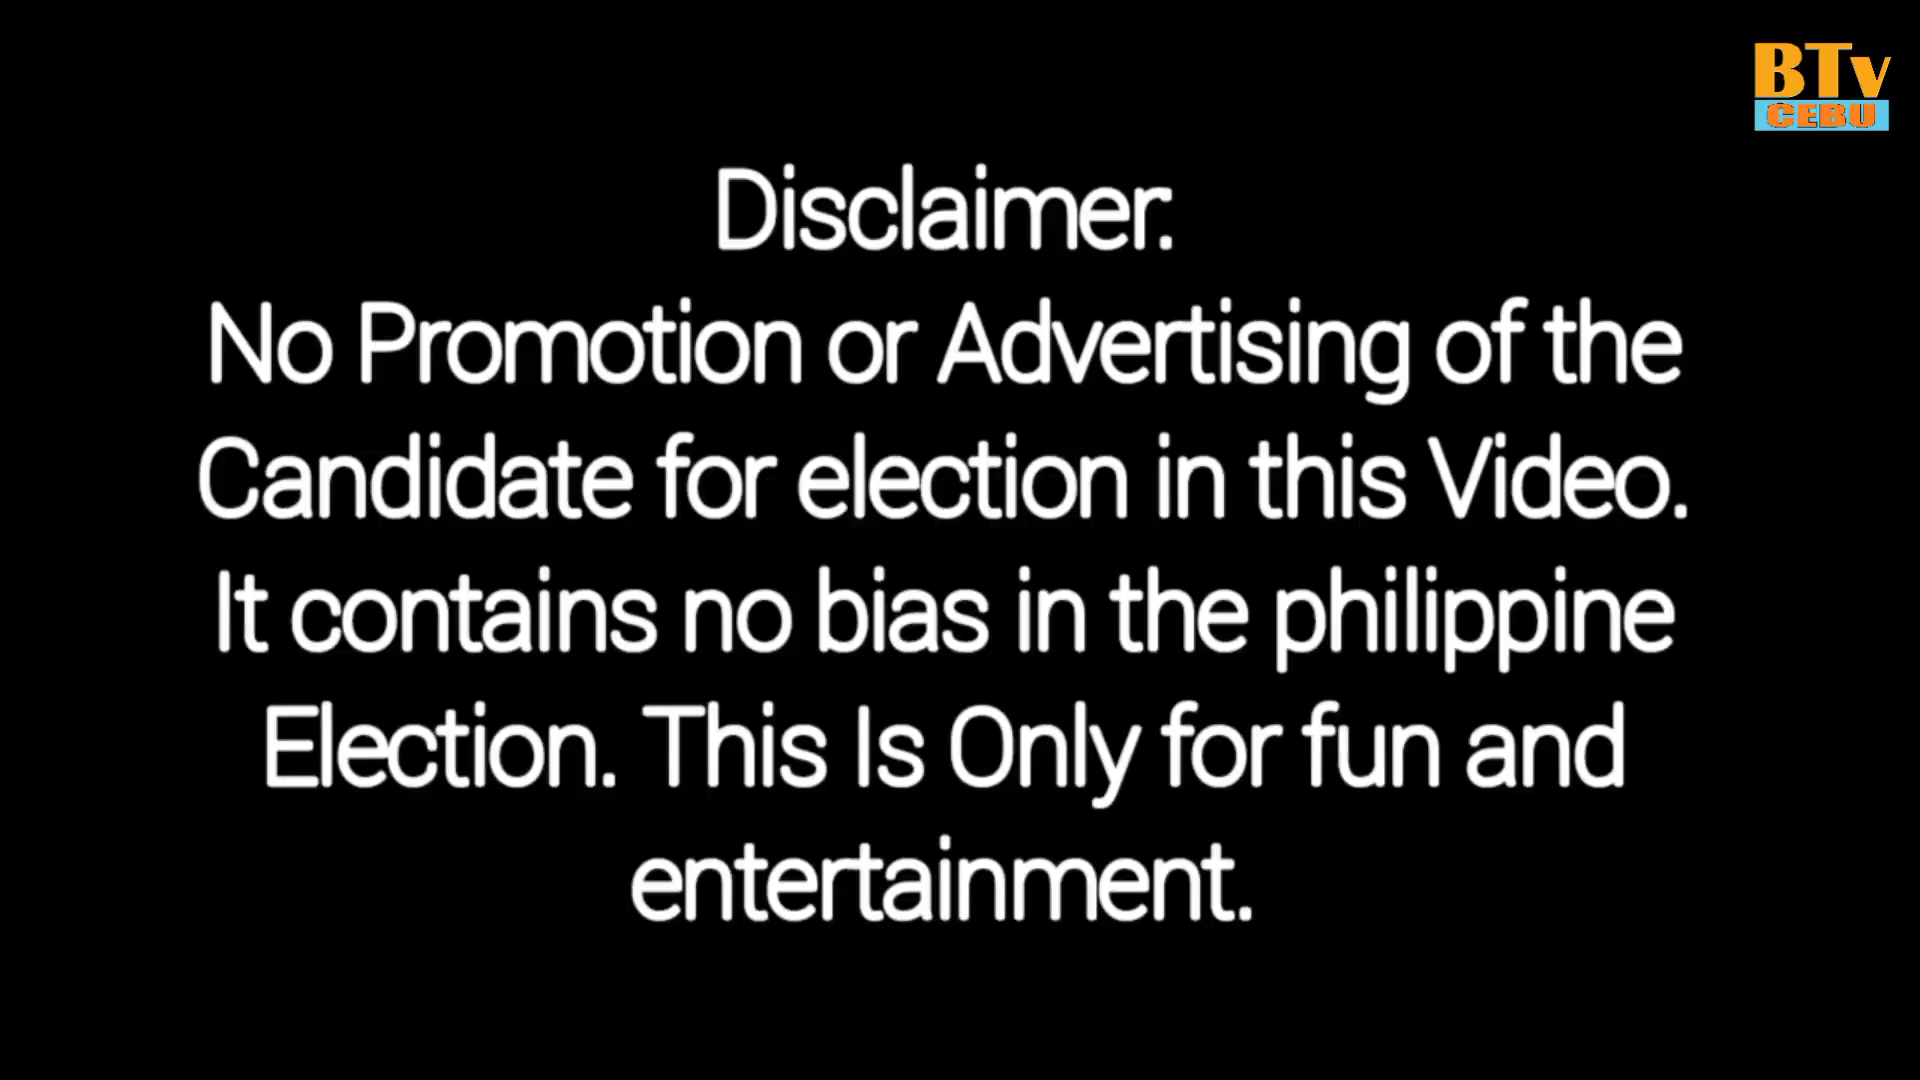 BTv
CEBU
Disclaimer:
No Promotion or Advertising of the
Candidate for election in this Video.
It contains no bias in the philippine
Election. This Is Only for fun and
entertainment.